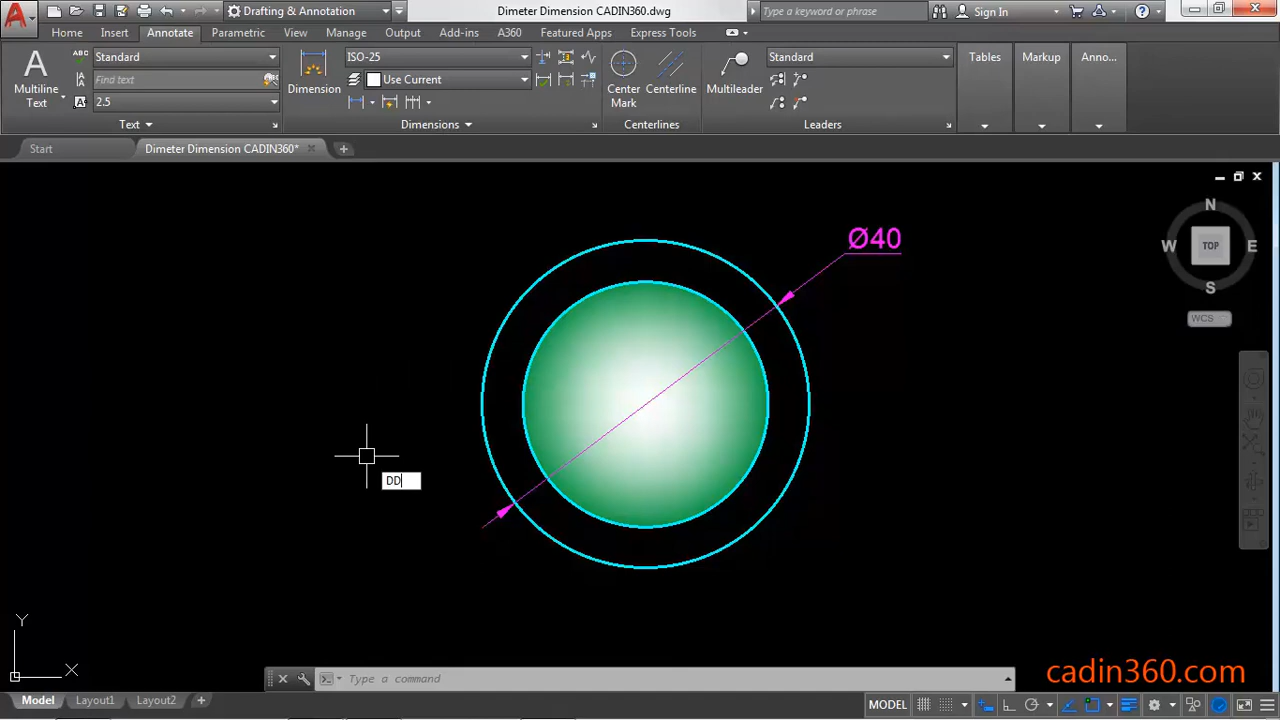 Drafting & Annotation
Dimeter Dimension CADIN360.dwg
Type a keyword or phrase
Sign In
Home Insert Annotate Parametric View Manage Output Add-ins A360 Featured Apps Express Tools
A
Multiline
Text
ABC
Standard
Find text
2.5
Text
Dimension
ISO-25
Use Current
Dimensions
Center
Mark
Centerline
Centerlines
Multileader
Standard
Leaders
Tables
Markup
Anno...
Start
Dimeter Dimension CADIN360*
Ø40
DD
N
W TOP E
S
WCS
Y
X
Type a command
cadin360.com
Model Layout1 Layout2
MODEL